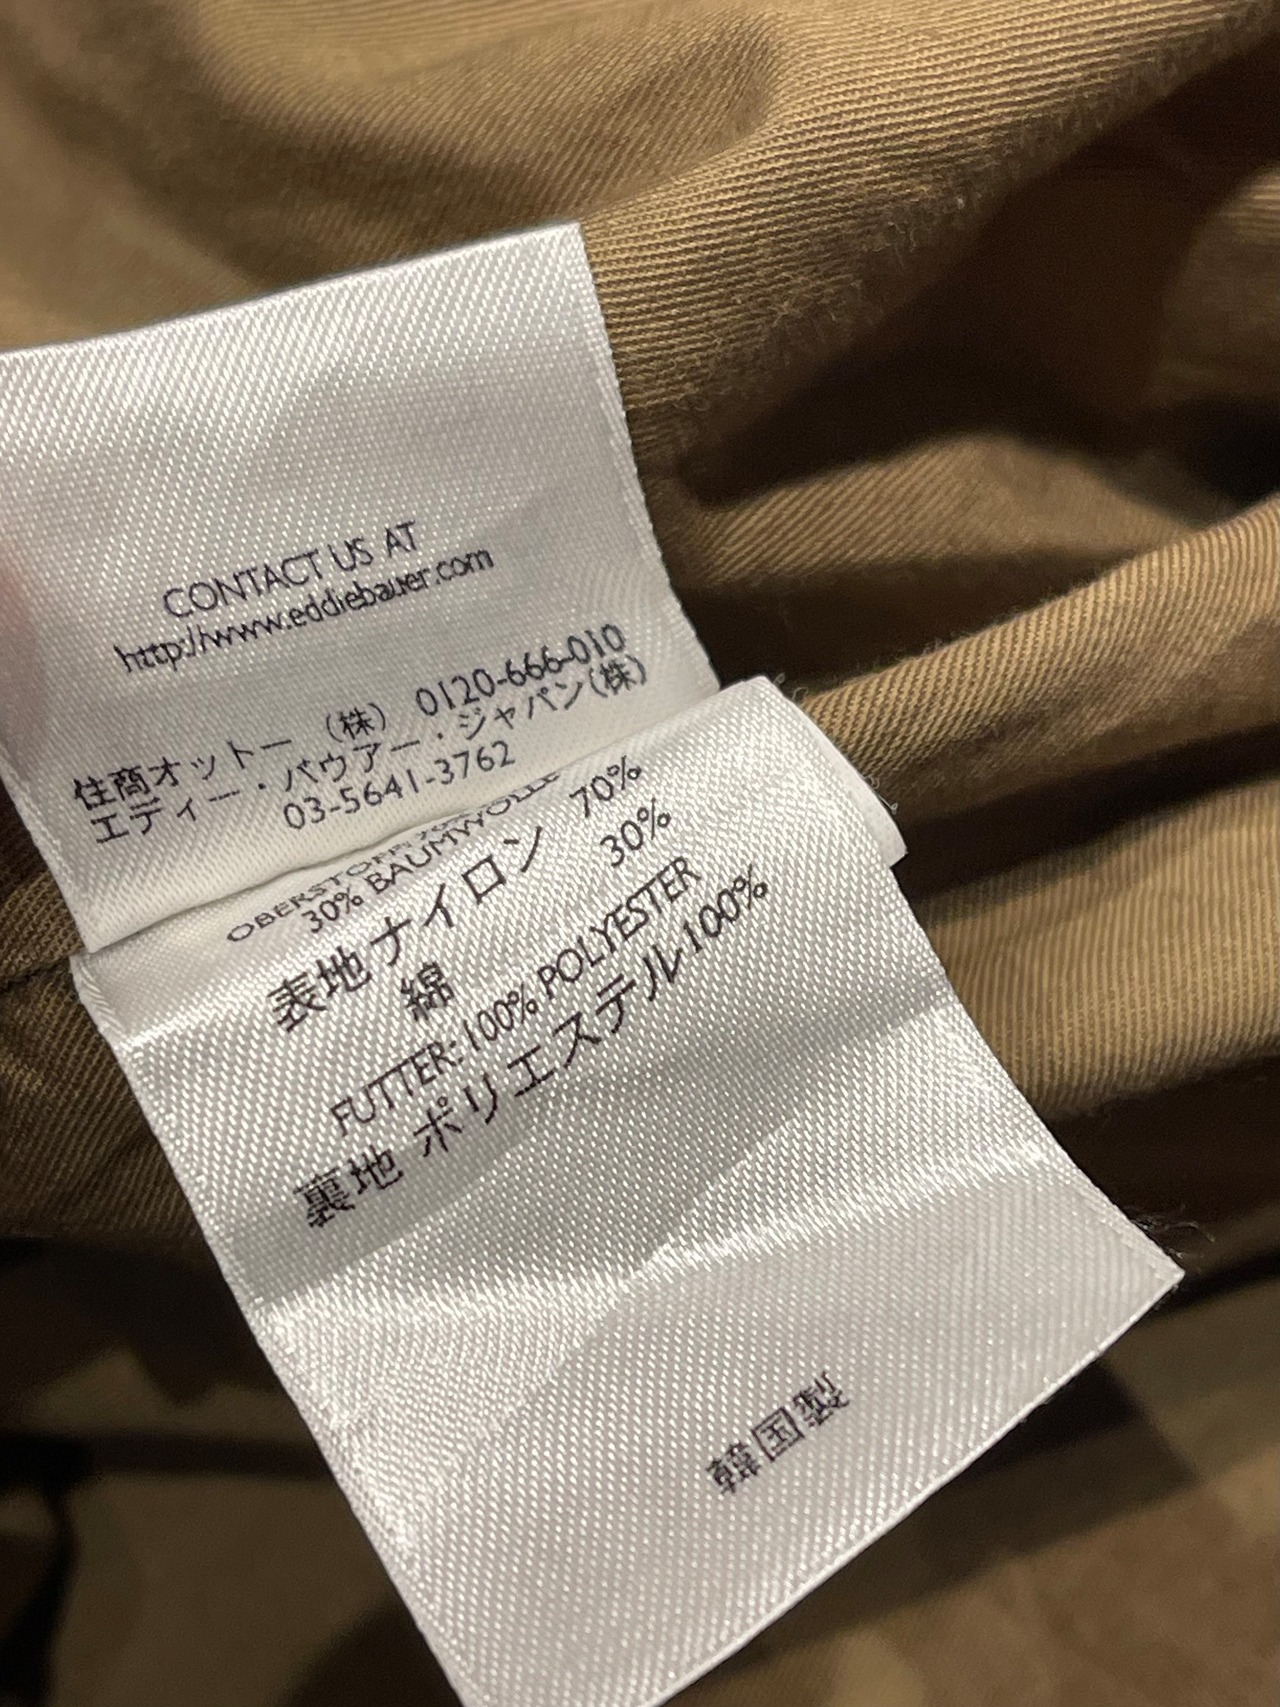 CONTACT US AT
http://www.eddiebauer.com
住商オットー (株) 0120-666-010
エディー・バウアー・ジャパン(株)
03-5641-3762
OBERSTOFF: 70%
30% BAUMWOLLE
表地 ナイロン 70%
綿 30%
FUTTER: 100% POLYESTER
裏地 ポリエステル 100%
韓国製